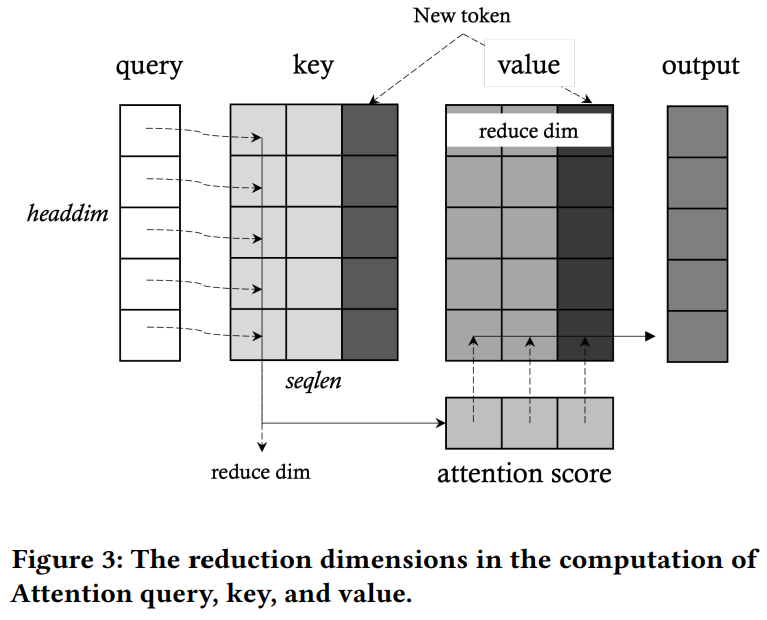 New token
query
key
value
output
reduce dim
headdim
seqlen
reduce dim
attention score
Figure 3: The reduction dimensions in the computation of
Attention query, key, and value.